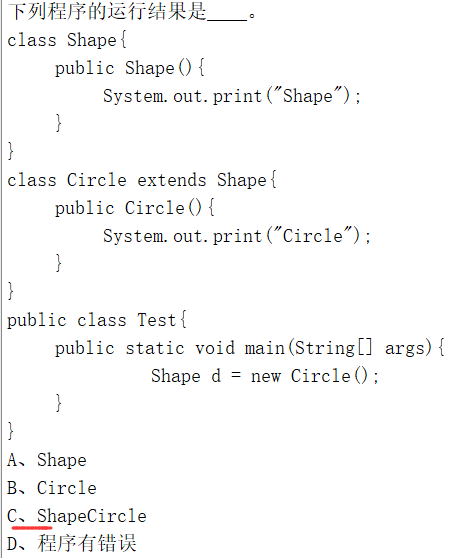 下列程序的运行结果是____。
class Shape{
    public Shape(){
        System.out.print("Shape");
    }
}
class Circle extends Shape{
    public Circle(){
        System.out.print("Circle");
    }
}
public class Test{
    public static void main(String[] args){
            Shape d = new Circle();
    }
}
A、Shape
B、Circle
C、ShapeCircle
D、程序有错误